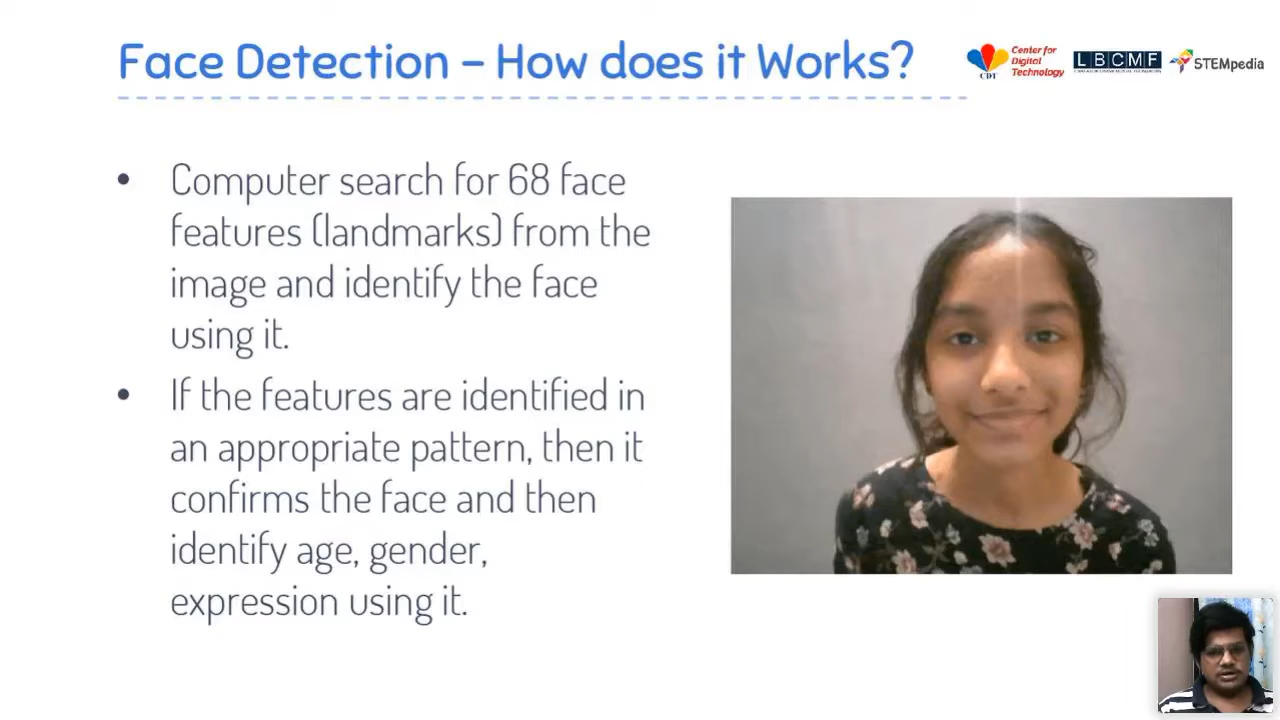 Face Detection – How does it Works?
Center for
Digital
Technology
CDT
LBCMF
STEMpedia
• Computer search for 68 face
features (landmarks) from the
image and identify the face
using it.
• If the features are identified in
an appropriate pattern, then it
confirms the face and then
identify age, gender,
expression using it.